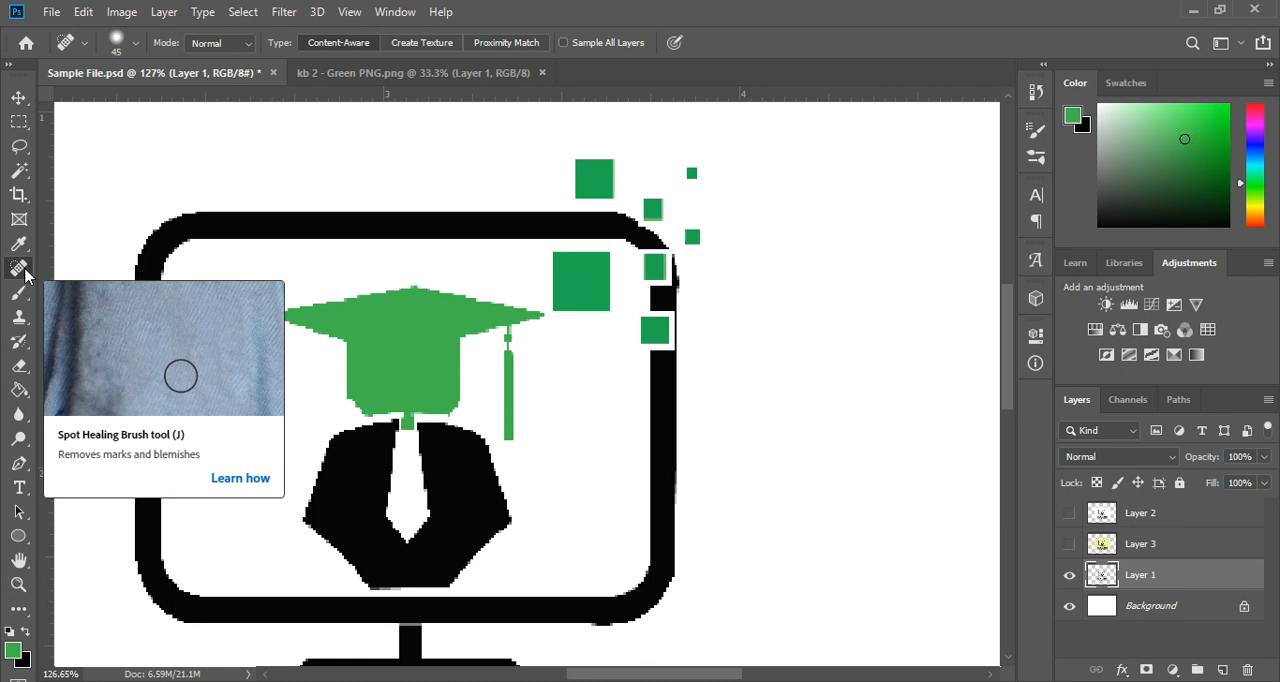 Ps File Edit Image Layer Type Select Filter 3D View Window Help
45 Mode: Normal Type: Content-Aware Create Texture Proximity Match Sample All Layers
Sample File.psd @ 127% (Layer 1, RGB/8#) * × kb 2 - Green PNG.png @ 33.3% (Layer 1, RGB/8) ×
3 4
1
2
Spot Healing Brush tool (J)
Removes marks and blemishes
Learn how
126.65% Doc: 6.59M/21.1M
Color Swatches
Learn Libraries Adjustments
Add an adjustment
Layers Channels Paths
Kind
Normal Opacity: 100%
Lock: Fill: 100%
Layer 2
Layer 3
Layer 1
Background